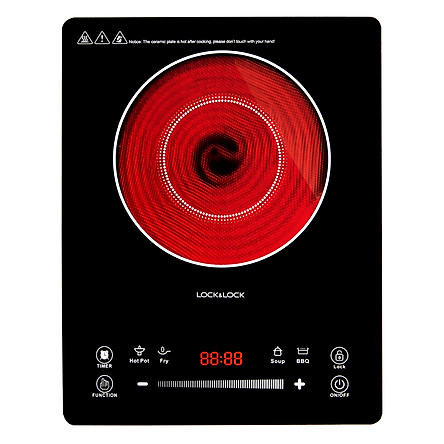 Notice: The ceramic plate is hot after cooking, please don't touch with your hand!
LOCK&LOCK
Hot Pot Fry 88:88 Soup BBQ
TIMER Lock
FUNCTION ON/OFF